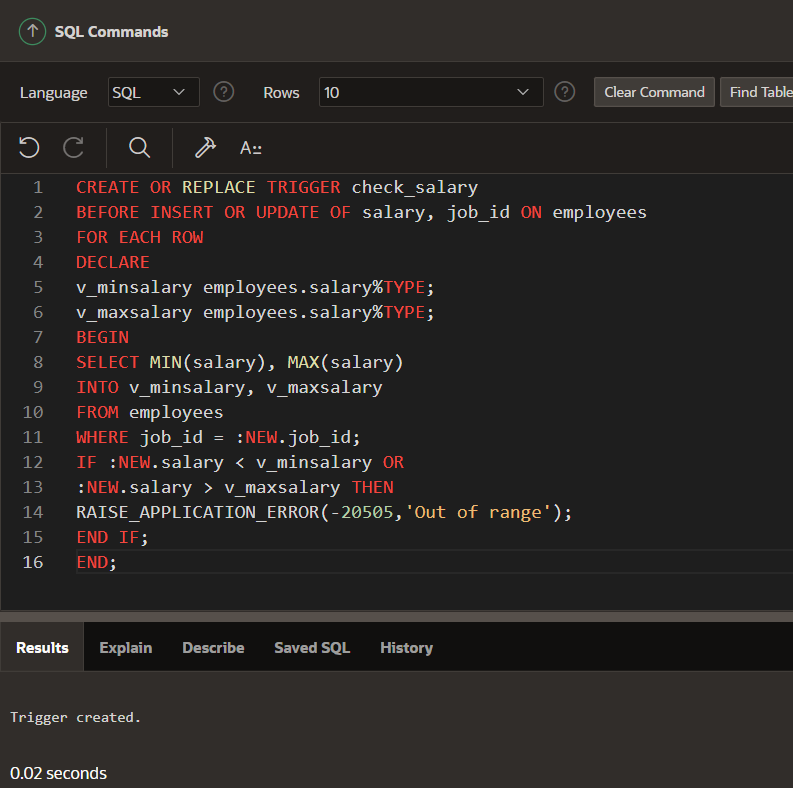 SQL Commands
Language SQL ? Rows 10 ? Clear Command Find Table
A::
1 CREATE OR REPLACE TRIGGER check_salary
2 BEFORE INSERT OR UPDATE OF salary, job_id ON employees
3 FOR EACH ROW
4 DECLARE
5 v_minsalary employees.salary%TYPE;
6 v_maxsalary employees.salary%TYPE;
7 BEGIN
8 SELECT MIN(salary), MAX(salary)
9 INTO v_minsalary, v_maxsalary
10 FROM employees
11 WHERE job_id = :NEW.job_id;
12 IF :NEW.salary < v_minsalary OR
13 :NEW.salary > v_maxsalary THEN
14 RAISE_APPLICATION_ERROR(-20505,'Out of range');
15 END IF;
16 END;
Results Explain Describe Saved SQL History
Trigger created.
0.02 seconds